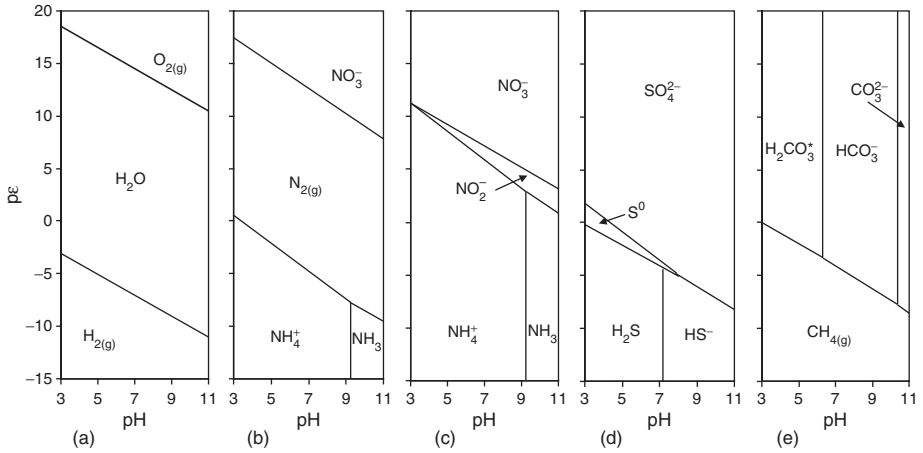 pε
20
15
10
5
0
−5
−10
−15
O₂(g)
H₂O
H₂(g)
3 5 7 9 11
pH
(a)
NO₃⁻
N₂(g)
NH₄⁺
NH₃
3 5 7 9 11
pH
(b)
NO₃⁻
NO₂⁻
NH₄⁺
NH₃
3 5 7 9 11
pH
(c)
SO₄²⁻
S⁰
H₂S
HS⁻
3 5 7 9 11
pH
(d)
CO₃²⁻
H₂CO₃*
HCO₃⁻
CH₄(g)
3 5 7 9 11
pH
(e)